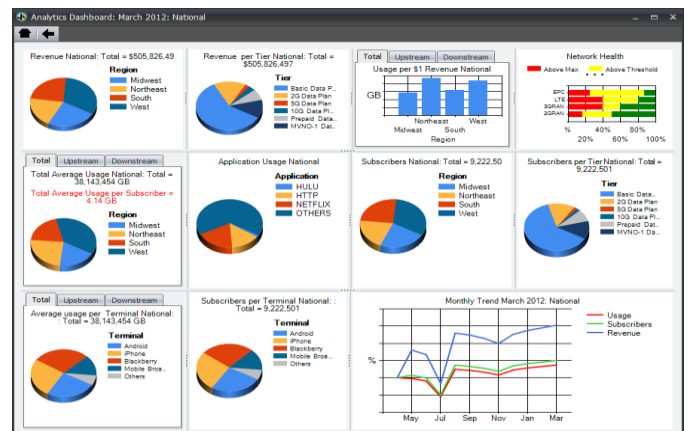 Analytics Dashboard: March 2012: National
Revenue National: Total = $505,826,49
Region
Midwest
Northeast
South
West
Revenue per Tier National: Total =
$505,826,497
Tier
Basic Data P...
2G Data Plan
5G Data Plan
10G Data Plan
Prepaid Data...
MVNO-1 Dat...
Total Upstream Downstream
Usage per $1 Revenue National
GB
Northeast West
Midwest South
Region
Network Health
Above Max Above Threshold
EPC
LTE
3GRAN
2GRAN
% 40% 80%
20% 60% 100%
Total Upstream Downstream
Total Average Usage National: Total =
38,143,454 GB
Total Average Usage per Subscriber =
4.14 GB
Region
Midwest
Northeast
South
West
Application Usage National
Application
HULU
HTTP
NETFLIX
OTHERS
Subscribers National: Total = 9,222,50
Region
Midwest
Northeast
South
West
Subscribers per Tier National: Total =
9,222,501
Tier
Basic Data..
2G Data Plan
5G Data Plan
10G Data Pl...
Prepaid Dat..
MVNO-1 Da..
Total Upstream Downstream
Average usage per Terminal National:
: Total = 38,143,454 GB
Terminal
Android
iPhone
Blackberry
Mobile Broa..
Others
Subscribers per Terminal National: :
Total = 9,222,501
Terminal
Android
iPhone
Blackberry
Mobile Broa...
Others
Monthly Trend March 2012: National
%
May Jul Sep Nov Jan Mar
Usage
Subscribers
Revenue